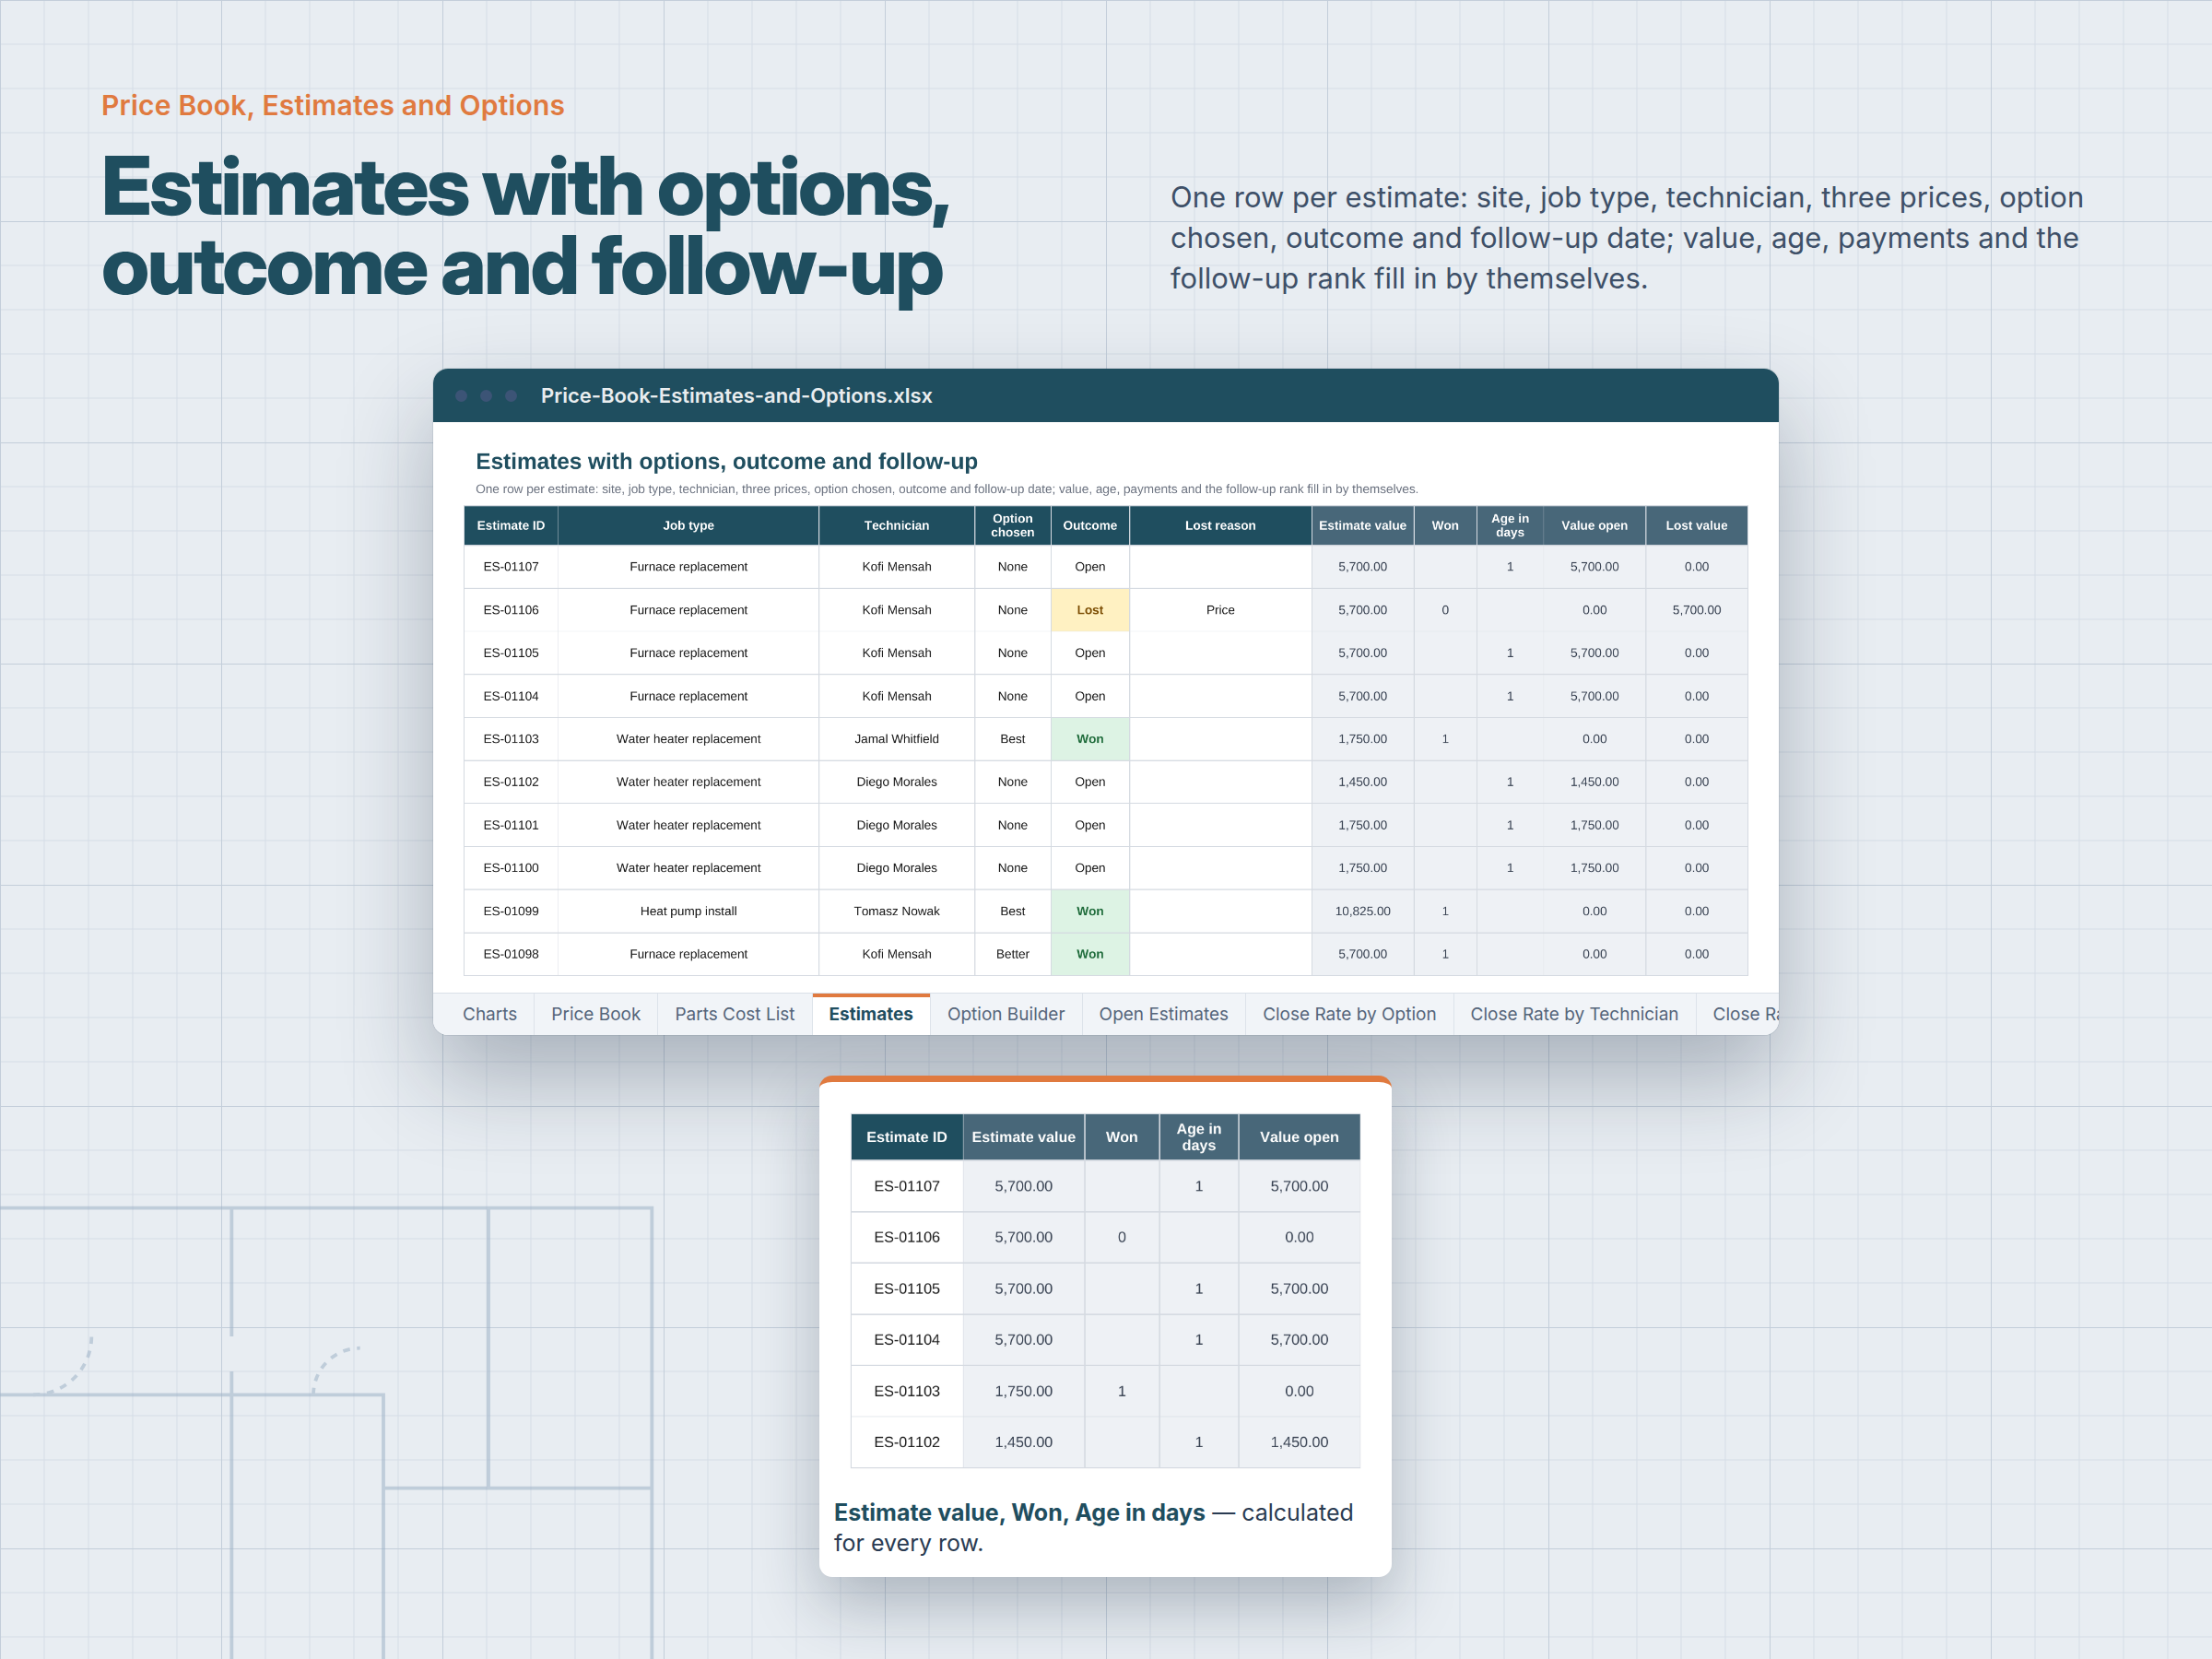 Price Book, Estimates and Options
Estimates with options,
outcome and follow-up
One row per estimate: site, job type, technician, three prices, option
chosen, outcome and follow-up date; value, age, payments and the
follow-up rank fill in by themselves.
Price-Book-Estimates-and-Options.xlsx
Estimates with options, outcome and follow-up
One row per estimate: site, job type, technician, three prices, option chosen, outcome and follow-up date; value, age, payments and the follow-up rank fill in by themselves.
Estimate ID Job type Technician Option chosen Outcome Lost reason Estimate value Won Age in days Value open Lost value
ES-01107 Furnace replacement Kofi Mensah None Open 5,700.00 1 5,700.00 0.00
ES-01106 Furnace replacement Kofi Mensah None Lost Price 5,700.00 0 0.00 5,700.00
ES-01105 Furnace replacement Kofi Mensah None Open 5,700.00 1 5,700.00 0.00
ES-01104 Furnace replacement Kofi Mensah None Open 5,700.00 1 5,700.00 0.00
ES-01103 Water heater replacement Jamal Whitfield Best Won 1,750.00 1 0.00 0.00
ES-01102 Water heater replacement Diego Morales None Open 1,450.00 1 1,450.00 0.00
ES-01101 Water heater replacement Diego Morales None Open 1,750.00 1 1,750.00 0.00
ES-01100 Water heater replacement Diego Morales None Open 1,750.00 1 1,750.00 0.00
ES-01099 Heat pump install Tomasz Nowak Best Won 10,825.00 1 0.00 0.00
ES-01098 Furnace replacement Kofi Mensah Better Won 5,700.00 1 0.00 0.00
Charts Price Book Parts Cost List Estimates Option Builder Open Estimates Close Rate by Option Close Rate by Technician Close Ra
Estimate ID Estimate value Won Age in days Value open
ES-01107 5,700.00 1 5,700.00
ES-01106 5,700.00 0 0.00
ES-01105 5,700.00 1 5,700.00
ES-01104 5,700.00 1 5,700.00
ES-01103 1,750.00 1 0.00
ES-01102 1,450.00 1 1,450.00
Estimate value, Won, Age in days — calculated
for every row.